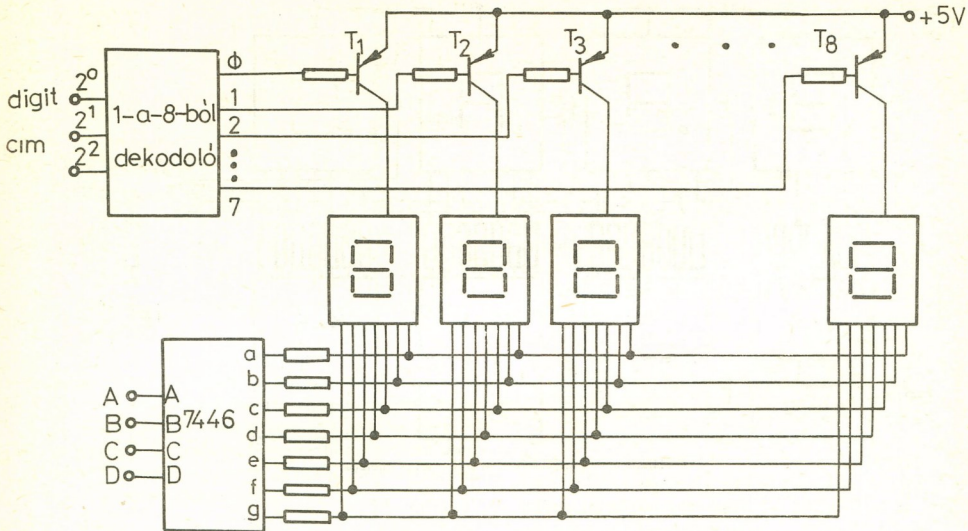 +5V
T1 T2 T3 . . . T8
Φ
digit 2⁰ 1
cím 2¹ 1-a-8-ból 2
2² dekodoló
7
a
b
A A c
B B 7446 d
C C e
D D f
g